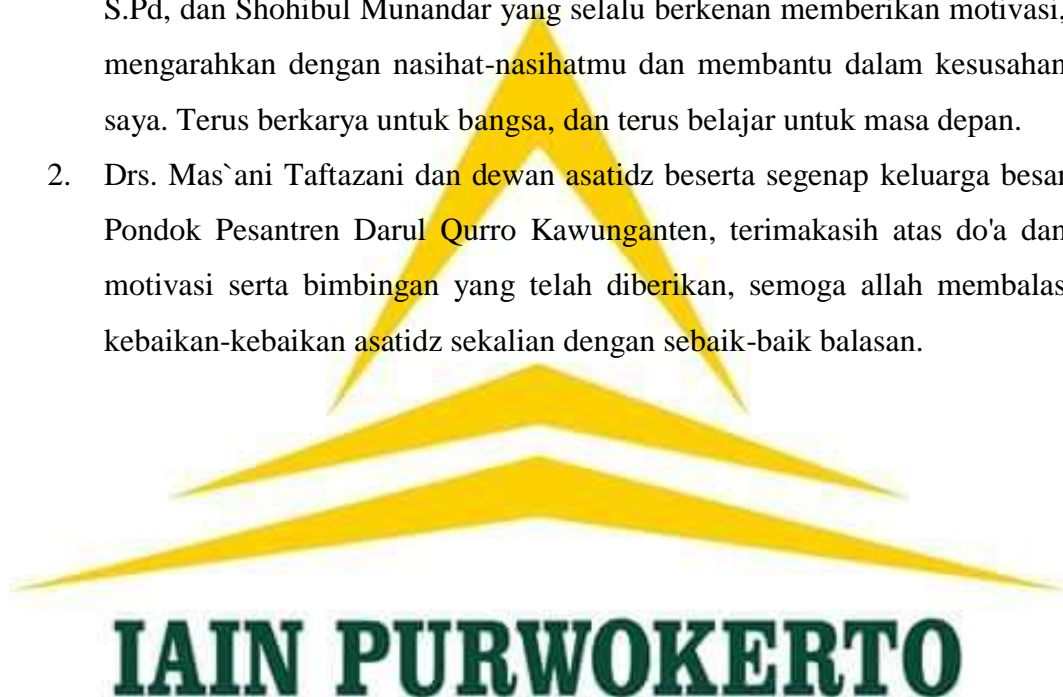 S.Pd, dan Shohibul Munandar yang selalu berkenan memberikan motivasi,
mengarahkan dengan nasihat-nasihatmu dan membantu dalam kesusahan
saya. Terus berkarya untuk bangsa, dan terus belajar untuk masa depan.
2. Drs. Mas`ani Taftazani dan dewan asatidz beserta segenap keluarga besar
Pondok Pesantren Darul Qurro Kawunganten, terimakasih atas do'a dan
motivasi serta bimbingan yang telah diberikan, semoga allah membalas
kebaikan-kebaikan asatidz sekalian dengan sebaik-baik balasan.
IAIN PURWOKERTO